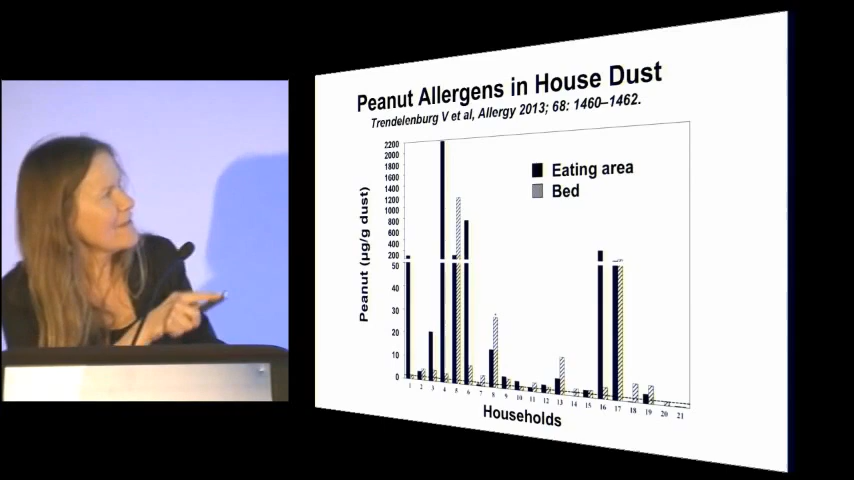 Peanut Allergens in House Dust
Trendelenburg V et al, Allergy 2013; 68: 1460–1462.
2200
2000
1800
1600
1400
1200
1000
800
600
400
200
50
30
20
10
0
Peanut (µg/g dust)
Eating area
Bed
1 2 3 4 5 6 7 8 9 10 11 12 13 14 15 16 17 18 19 20 21
Households